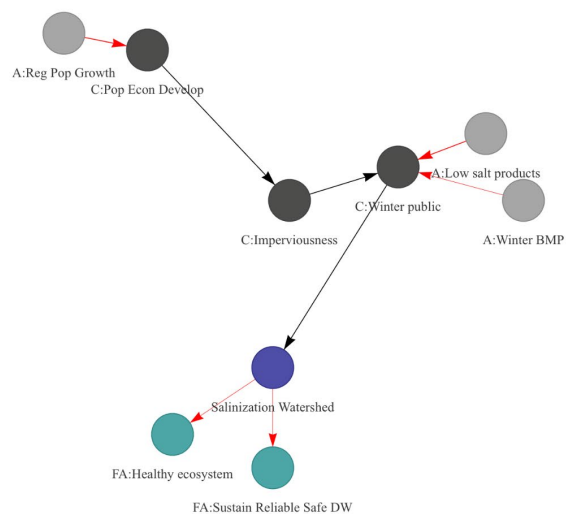 A:Reg Pop Growth
C:Pop Econ Develop
A:Low salt products
C:Winter public
C:Imperviousness
A:Winter BMP
Salinization Watershed
FA:Healthy ecosystem
FA:Sustain Reliable Safe DW